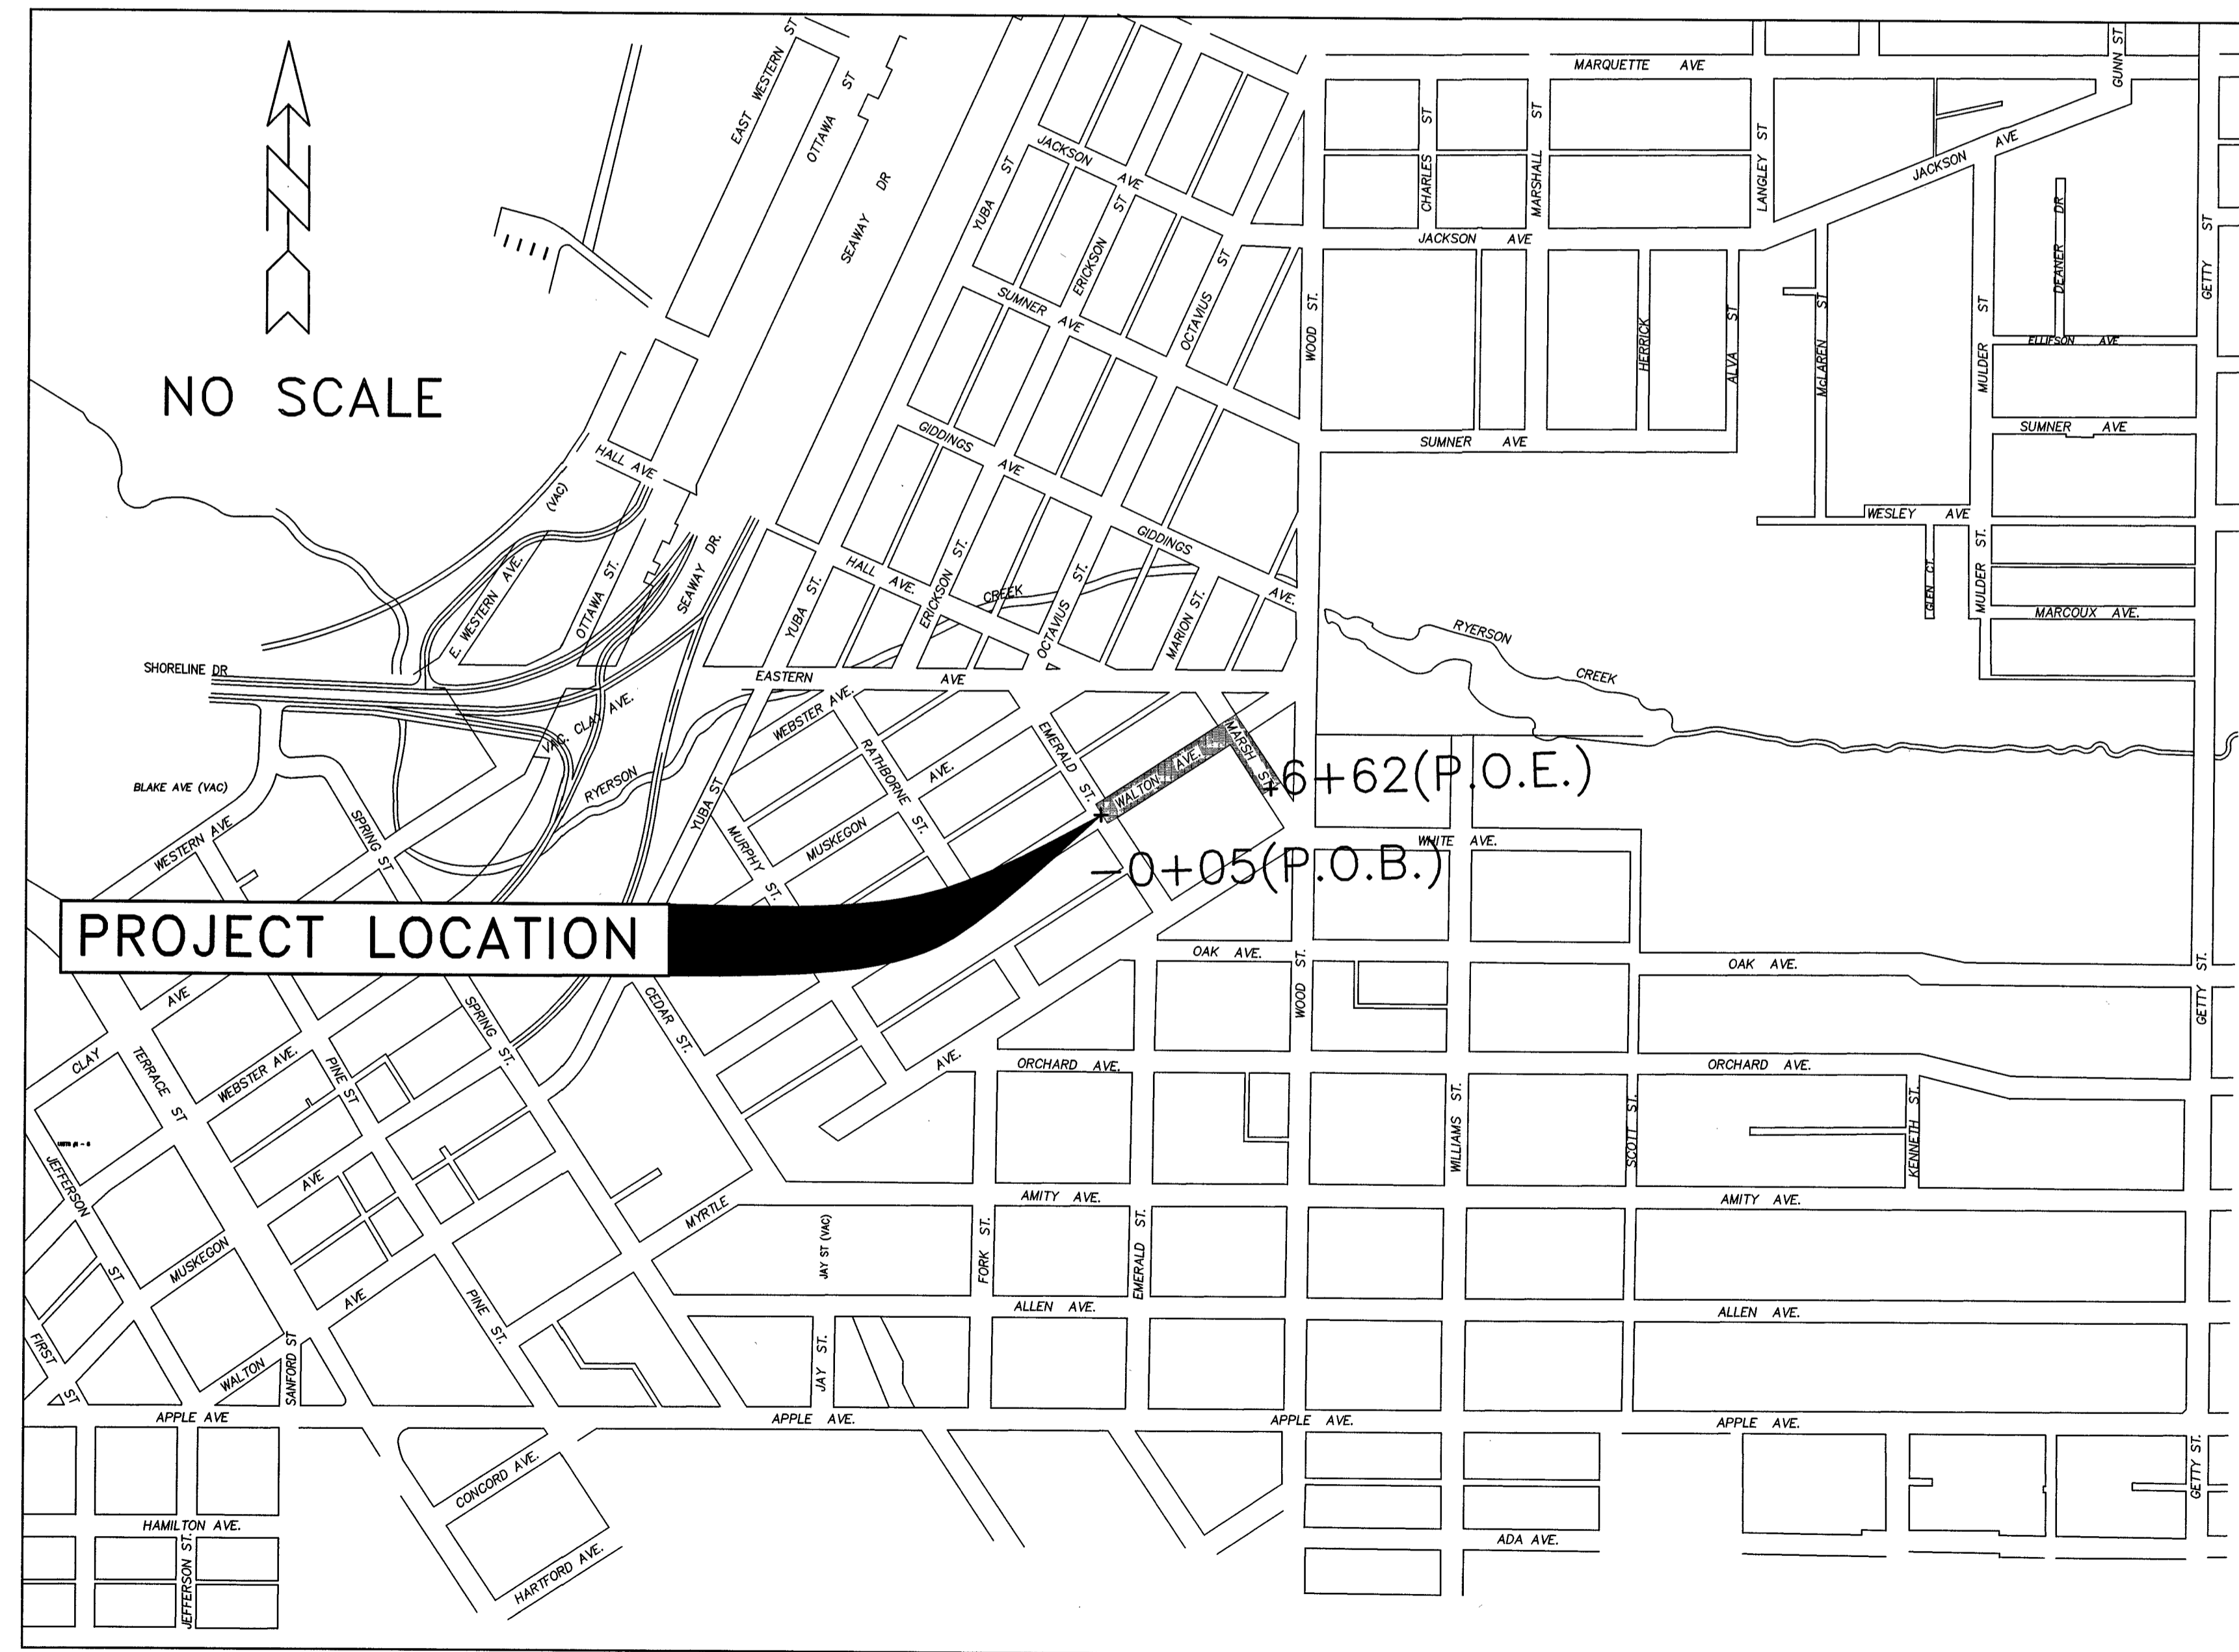 EAST WESTERN ST
OTTAWA ST
SEAWAY DR
YUBA ST
JACKSON AVE
ERICKSON ST
SUMNER AVE
OCTAVIUS ST
WOOD ST.
MARQUETTE AVE
CHARLES ST
MARSHALL ST
LANGLEY ST
GUNN ST
JACKSON AVE
JACKSON AVE
HERRICK
ALVA ST
McLAREN ST
MULDER ST
DEANER DR
GETTY ST
ELLIFSON AVE
SUMNER AVE
SUMNER AVE
WESLEY AVE
GLEN CT.
MULDER ST.
MARCOUX AVE.
NO SCALE
HALL AVE
(VAC)
GIDDINGS AVE
GIDDINGS AVE.
E. WESTERN AVE.
OTTAWA ST.
SEAWAY DR.
YUBA ST.
HALL AVE.
ERICKSON ST.
CREEK
OCTAVIUS ST.
MARION ST.
RYERSON CREEK
SHORELINE DR
EASTERN AVE
VAC. CLAY AVE.
WEBSTER AVE.
RATHBORNE ST.
AVE.
EMERALD ST.
WALTON AVE.
MARSH ST
6+62(P.O.E.)
-0+05(P.O.B.)
WHITE AVE.
BLAKE AVE (VAC)
WESTERN AVE
SPRING ST
RYERSON
YUBA ST
MURPHY ST.
MUSKEGON
PROJECT LOCATION
OAK AVE.
WOOD ST.
OAK AVE.
GETTY ST.
AVE
CLAY
TERRACE ST
WEBSTER AVE.
PINE ST
SPRING ST.
CEDAR ST.
AVE.
ORCHARD AVE.
ORCHARD AVE.
WILLIAMS ST.
SCOTT ST.
KENNETH ST.
JEFFERSON ST
AVE
MUSKEGON
AVE
MYRTLE
JAY ST (VAC)
AMITY AVE.
AMITY AVE.
FORK ST.
EMERALD ST.
ALLEN AVE.
ALLEN AVE.
PINE ST.
FIRST ST
WALTON
SANFORD ST
JAY ST.
APPLE AVE
APPLE AVE.
APPLE AVE.
APPLE AVE.
CONCORD AVE.
HARTFORD AVE.
HAMILTON AVE.
JEFFERSON ST.
ADA AVE.
GETTY ST.